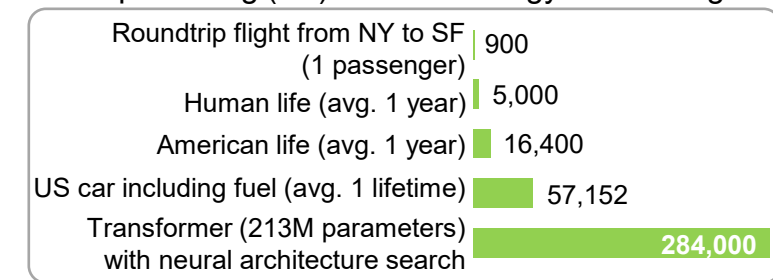 Roundtrip flight from NY to SF
(1 passenger)
900
Human life (avg. 1 year)
5,000
American life (avg. 1 year)
16,400
US car including fuel (avg. 1 lifetime)
57,152
Transformer (213M parameters)
with neural architecture search
284,000